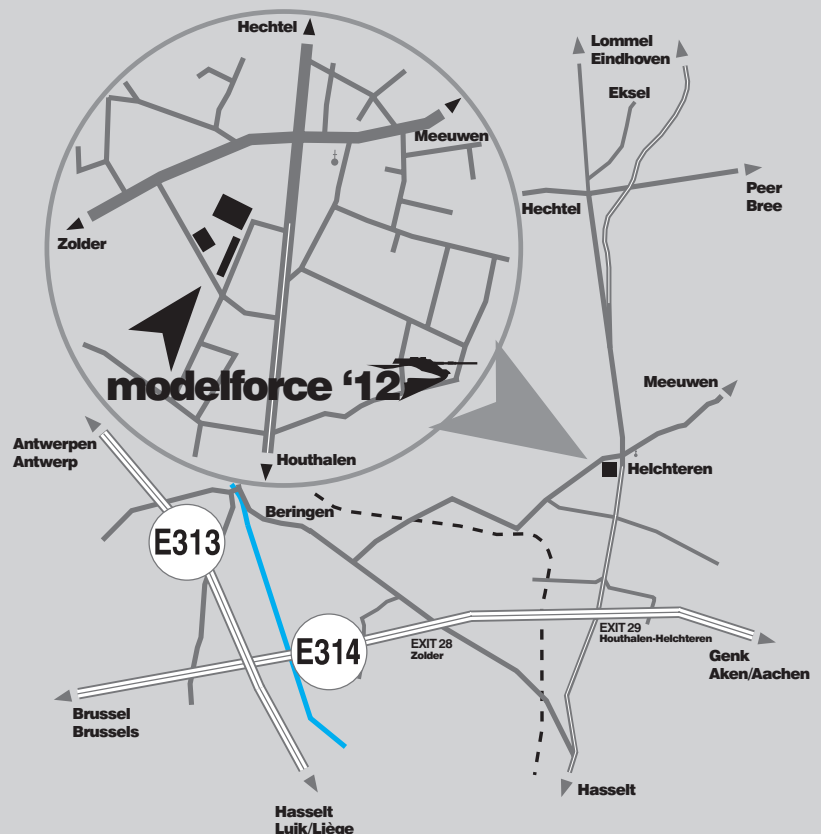 Hechtel
Lommel
Eindhoven
Eksel
Meeuwen
Hechtel
Peer
Bree
Zolder
modelforce ‘12
Meeuwen
Antwerpen
Antwerp
Houthalen
Helchteren
Beringen
E313
E314
EXIT 28
Zolder
EXIT 29
Houthalen-Helchteren
Genk
Aken/Aachen
Brussel
Brussels
Hasselt
Hasselt
Luik/Liège